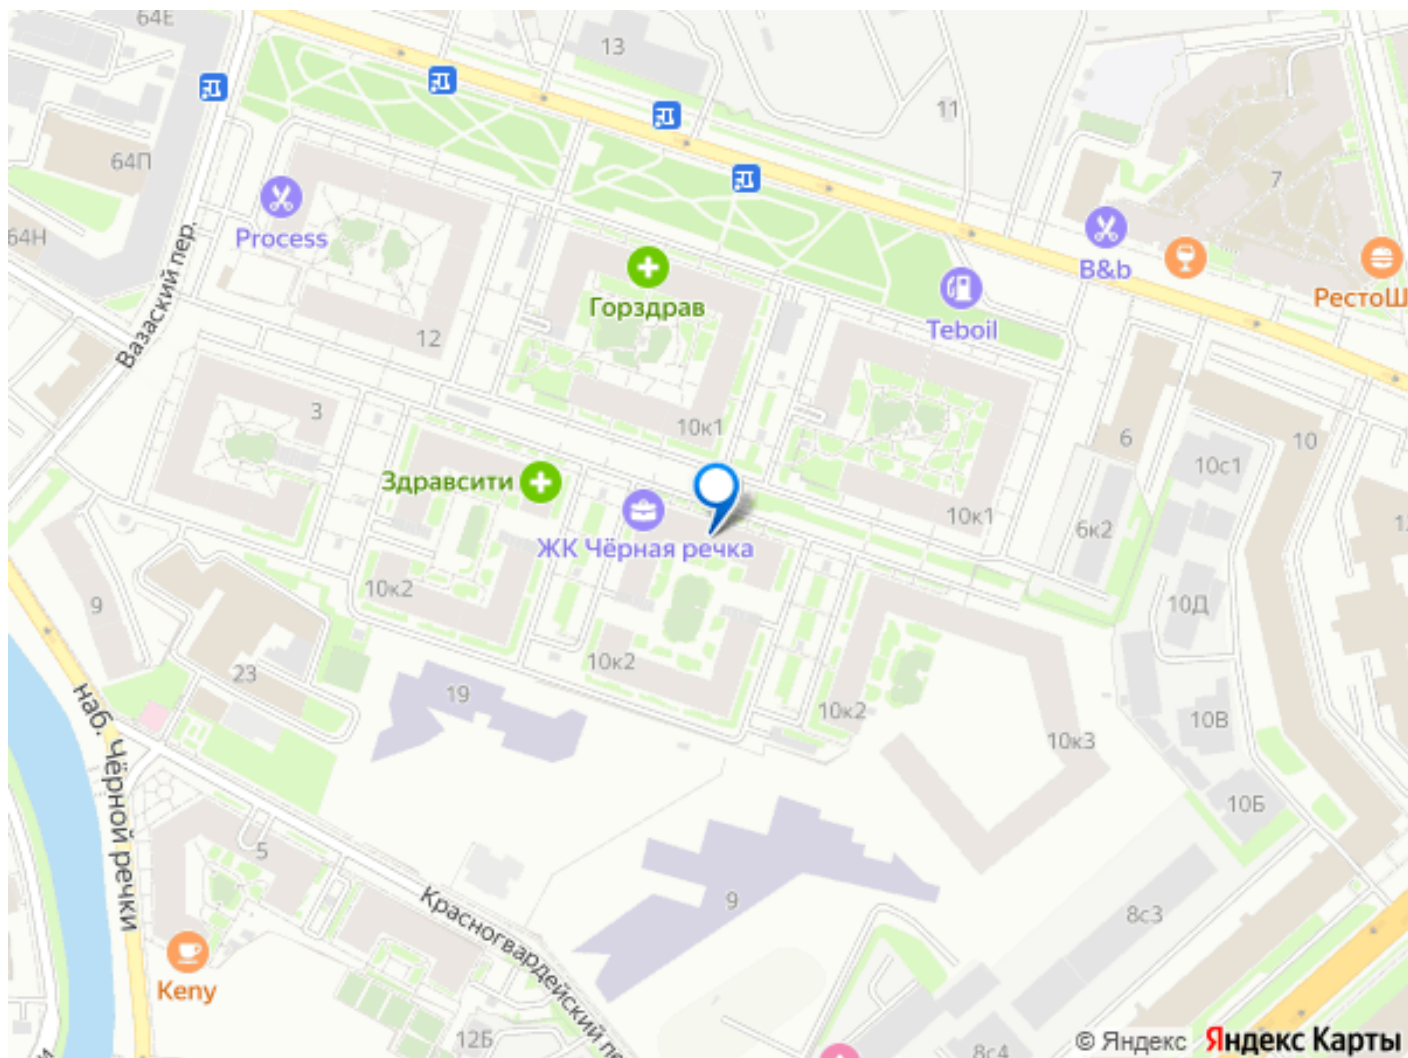 64Е
13
11
64П
7
64Н
Process
B&b
Вазаский пер.
Горздрав
РестоШ
Teboil
12
3
10к1
6
10
10с1
Здравсити
10к1
6к2
ЖК Чёрная речка
10к2
9
10Д
10к2
23
19
10к2
10В
10к3
наб. Чёрной речки
10Б
5
9
8с3
Красногвардейский пе
Keny
12Б
8с4
© Яндекс Яндекс Карты